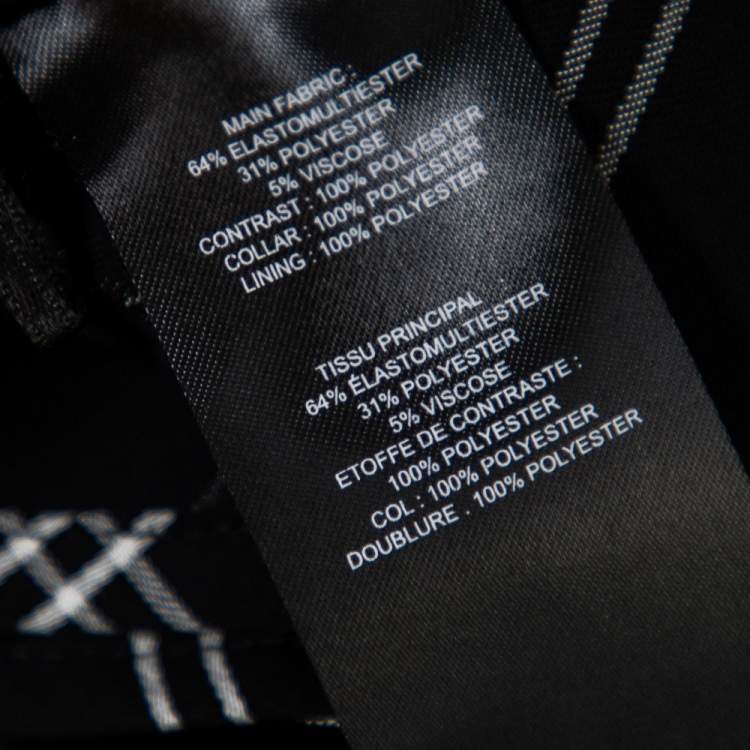 MAIN FABRIC :
64% ELASTOMULTIESTER
31% POLYESTER
5% VISCOSE
CONTRAST : 100% POLYESTER
COLLAR : 100% POLYESTER
LINING : 100% POLYESTER
TISSU PRINCIPAL
64% ÉLASTOMULTIESTER
31% POLYESTER
5% VISCOSE
ETOFFE DE CONTRASTE :
100% POLYESTER
COL : 100% POLYESTER
DOUBLURE . 100% POLYESTER